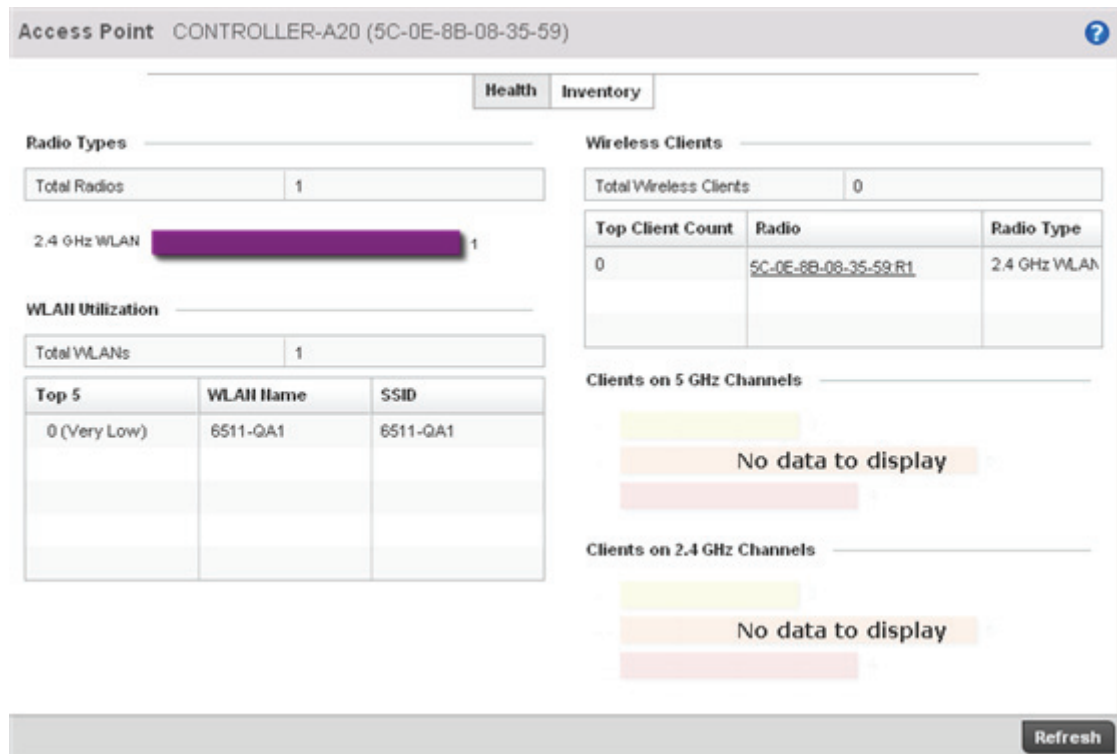 Access Point CONTROLLER-A20 (5C-0E-8B-08-35-59) ?
Health Inventory
Radio Types
Total Radios 1
2.4 GHz WLAN 1
WLAN Utilization
Total WLANs 1
Top 5 WLAN Name SSID
0 (Very Low) 6511-QA1 6511-QA1
Wireless Clients
Total Wireless Clients 0
Top Client Count Radio Radio Type
0 5C-0E-8B-08-35-59:R1 2.4 GHz WLAN
Clients on 5 GHz Channels
No data to display
Clients on 2.4 GHz Channels
No data to display
Refresh